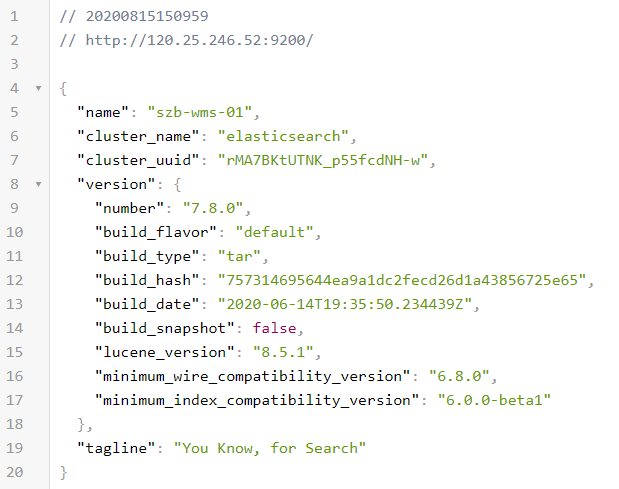 1 // 20200815150959
2 // http://120.25.246.52:9200/
3
4 {
5 "name": "szb-wms-01",
6 "cluster_name": "elasticsearch",
7 "cluster_uuid": "rMA7BKtUTNK_p55fcdNH-w",
8 "version": {
9 "number": "7.8.0",
10 "build_flavor": "default",
11 "build_type": "tar",
12 "build_hash": "757314695644ea9a1dc2fecd26d1a43856725e65",
13 "build_date": "2020-06-14T19:35:50.234439Z",
14 "build_snapshot": false,
15 "lucene_version": "8.5.1",
16 "minimum_wire_compatibility_version": "6.8.0",
17 "minimum_index_compatibility_version": "6.0.0-beta1"
18 },
19 "tagline": "You Know, for Search"
20 }